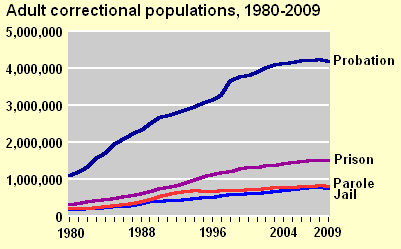 Adult correctional populations, 1980-2009
5,000,000
4,000,000
3,000,000
2,000,000
1,000,000
0
Probation
Prison
Parole
Jail
1980 1988 1996 2004 2009